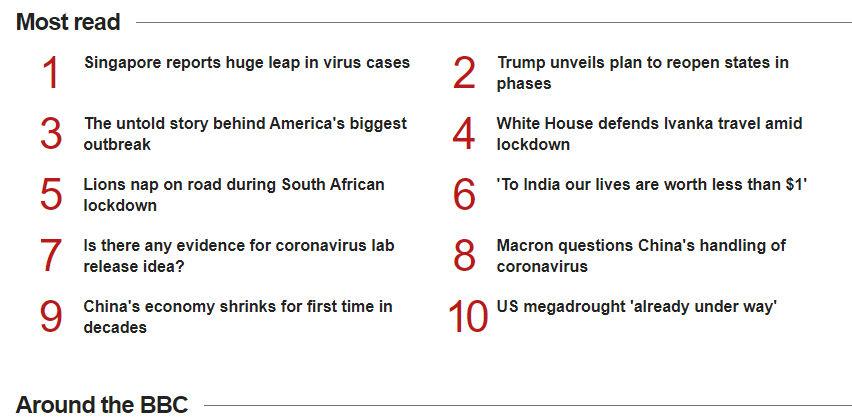 Most read
1 Singapore reports huge leap in virus cases
2 Trump unveils plan to reopen states in
phases
3 The untold story behind America's biggest
outbreak
4 White House defends Ivanka travel amid
lockdown
5 Lions nap on road during South African
lockdown
6 'To India our lives are worth less than $1'
7 Is there any evidence for coronavirus lab
release idea?
8 Macron questions China's handling of
coronavirus
9 China's economy shrinks for first time in
decades
10 US megadrought 'already under way'
Around the BBC